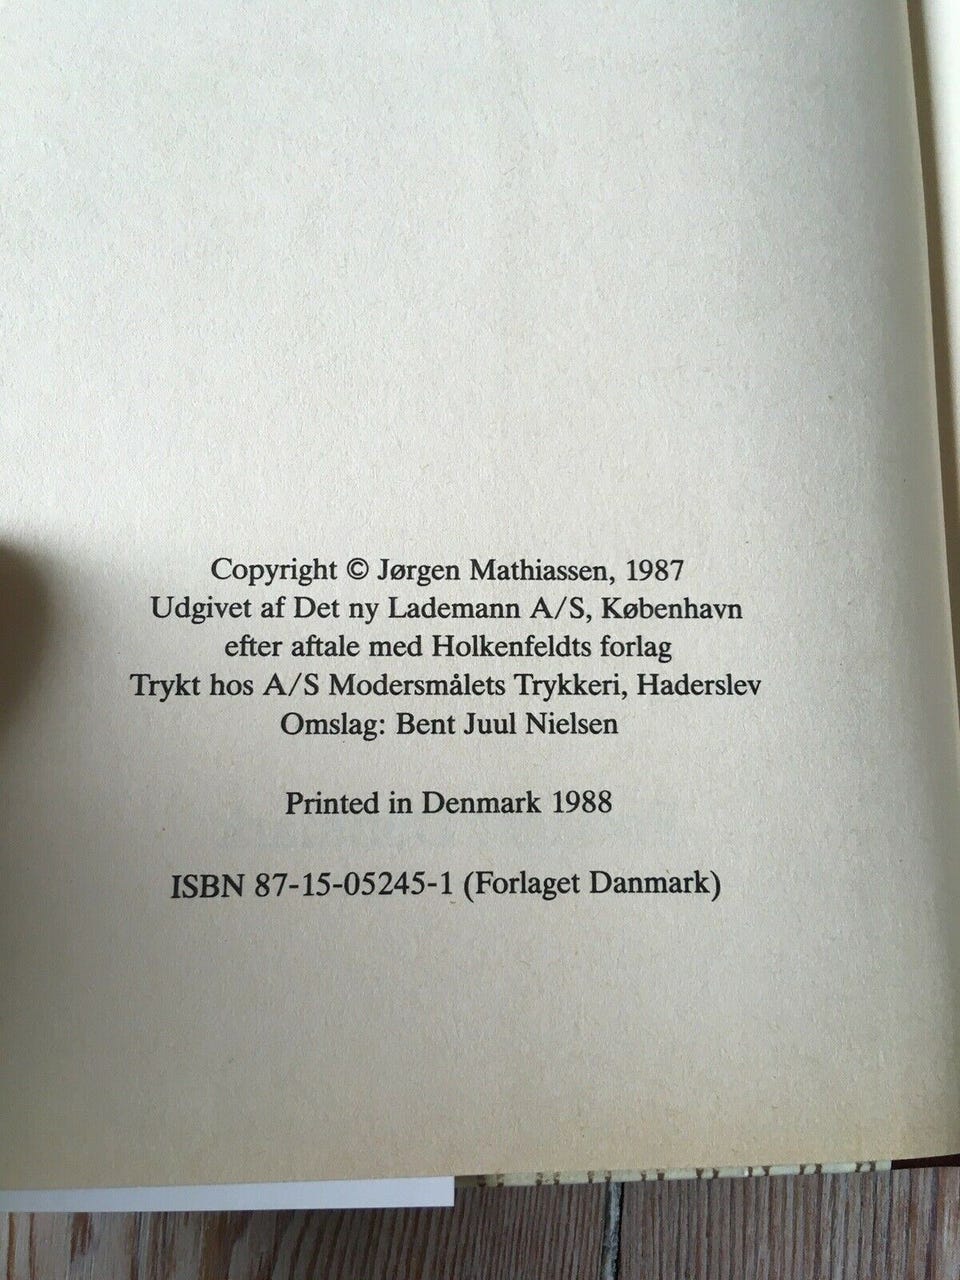 Copyright © Jørgen Mathiassen, 1987
Udgivet af Det ny Lademann A/S, København
efter aftale med Holkenfeldts forlag
Trykt hos A/S Modersmålets Trykkeri, Haderslev
Omslag: Bent Juul Nielsen
Printed in Denmark 1988
ISBN 87-15-05245-1 (Forlaget Danmark)